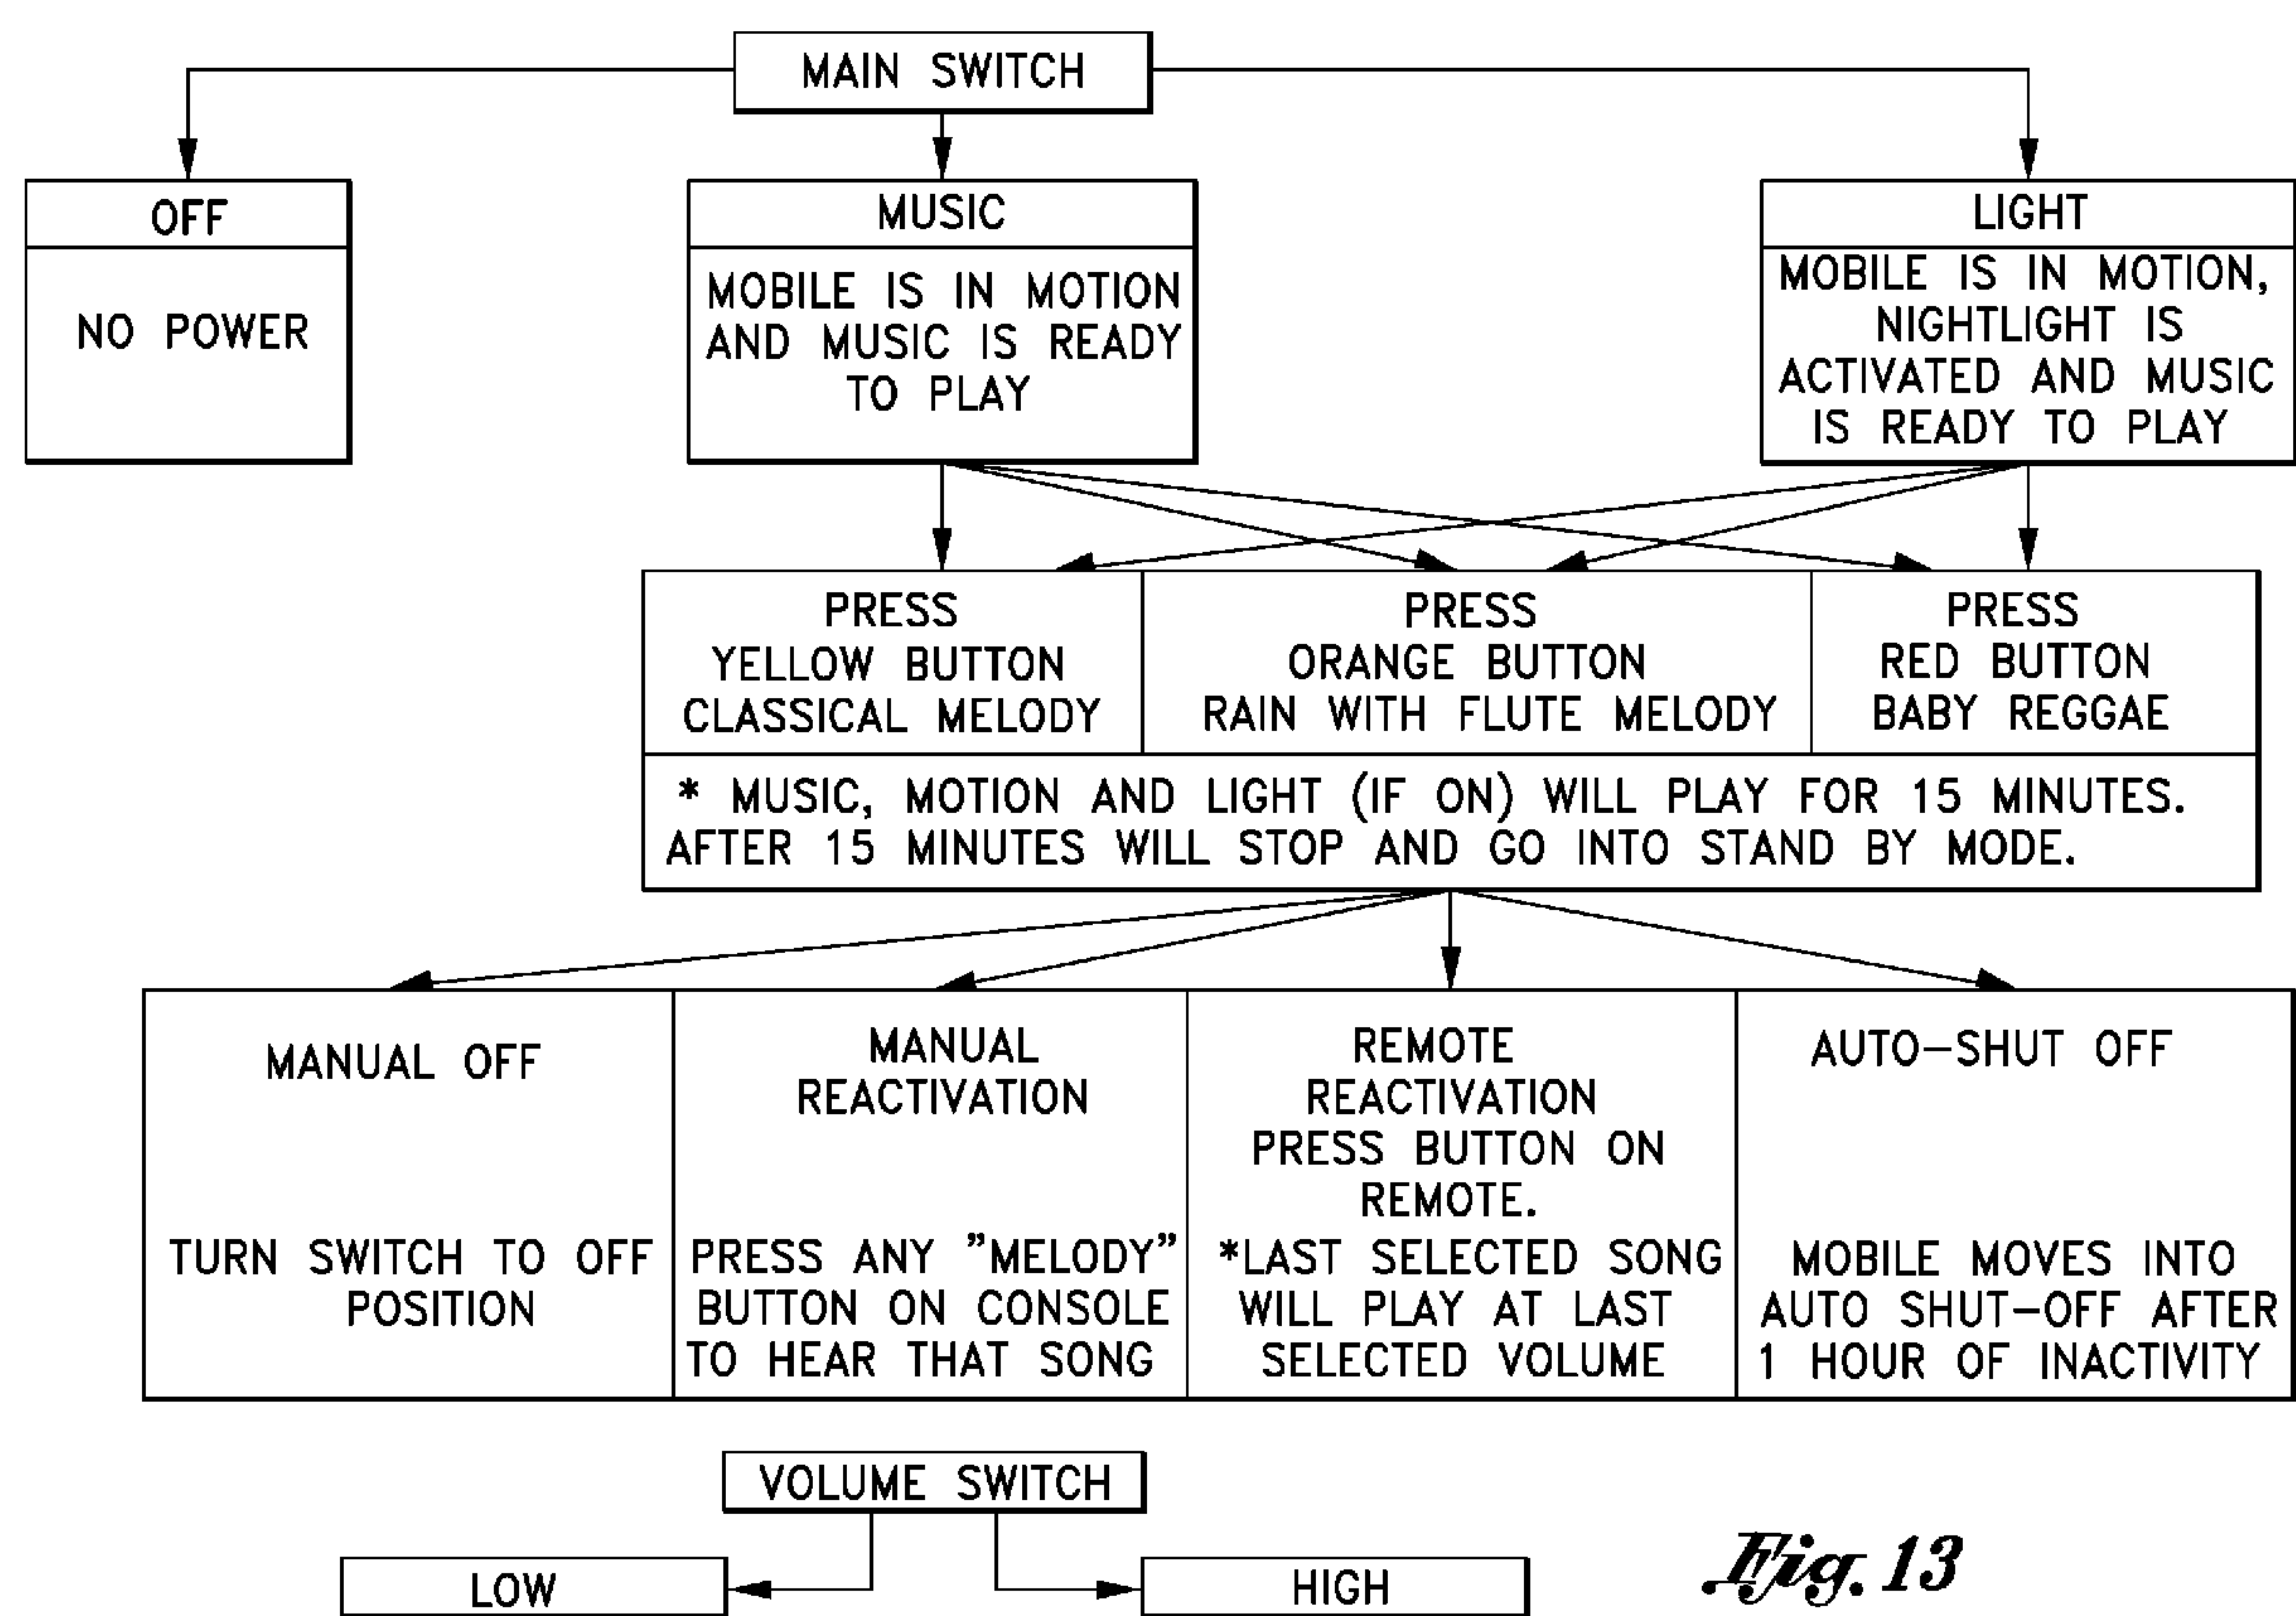 MAIN SWITCH
OFF
NO POWER
MUSIC
MOBILE IS IN MOTION
AND MUSIC IS READY
TO PLAY
LIGHT
MOBILE IS IN MOTION,
NIGHTLIGHT IS
ACTIVATED AND MUSIC
IS READY TO PLAY
PRESS
YELLOW BUTTON
CLASSICAL MELODY
PRESS
ORANGE BUTTON
RAIN WITH FLUTE MELODY
PRESS
RED BUTTON
BABY REGGAE
* MUSIC, MOTION AND LIGHT (IF ON) WILL PLAY FOR 15 MINUTES.
AFTER 15 MINUTES WILL STOP AND GO INTO STAND BY MODE.
MANUAL OFF
TURN SWITCH TO OFF
POSITION
MANUAL
REACTIVATION
PRESS ANY "MELODY"
BUTTON ON CONSOLE
TO HEAR THAT SONG
REMOTE
REACTIVATION
PRESS BUTTON ON
REMOTE.
*LAST SELECTED SONG
WILL PLAY AT LAST
SELECTED VOLUME
AUTO-SHUT OFF
MOBILE MOVES INTO
AUTO SHUT-OFF AFTER
1 HOUR OF INACTIVITY
VOLUME SWITCH
LOW
HIGH
Fig. 13